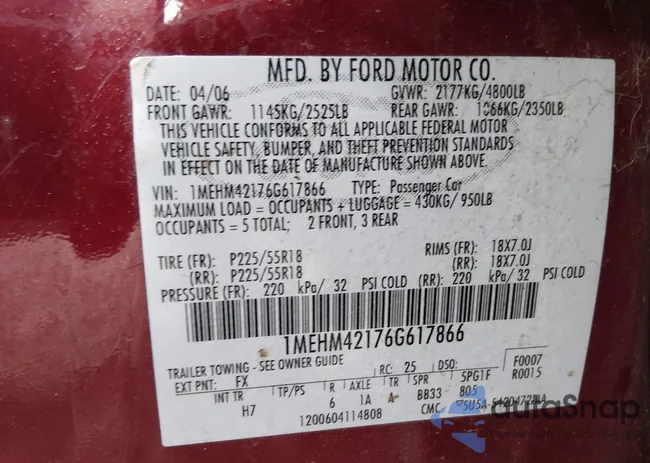 MFD. BY FORD MOTOR CO.
DATE: 04/06 GVWR: 2177KG/4800LB
FRONT GAWR: 1145KG/2525LB REAR GAWR: 1066KG/2350LB
THIS VEHICLE CONFORMS TO ALL APPLICABLE FEDERAL MOTOR
VEHICLE SAFETY, BUMPER, AND THEFT PREVENTION STANDARDS
IN EFFECT ON THE DATE OF MANUFACTURE SHOWN ABOVE.
VIN: 1MEHM42176G617866 TYPE: Passenger Car
MAXIMUM LOAD = OCCUPANTS + LUGGAGE = 430KG/ 950LB
OCCUPANTS = 5 TOTAL; 2 FRONT, 3 REAR
TIRE (FR): P225/55R18 RIMS (FR): 18X7.0J
(RR): P225/55R18 (RR): 18X7.0J
PRESSURE (FR): 220 kPa/ 32 PSI COLD (RR): 220 kPa/ 32 PSI COLD
1MEHM42176G617866
TRAILER TOWING - SEE OWNER GUIDE
EXT PNT: FX RC: 25 DSO: F0007
R0015
INT TR TP/PS R AXLE TR SPR 5PG1F
H7 6 1A A BB33 805
1200604114808 CMC
autoSnap